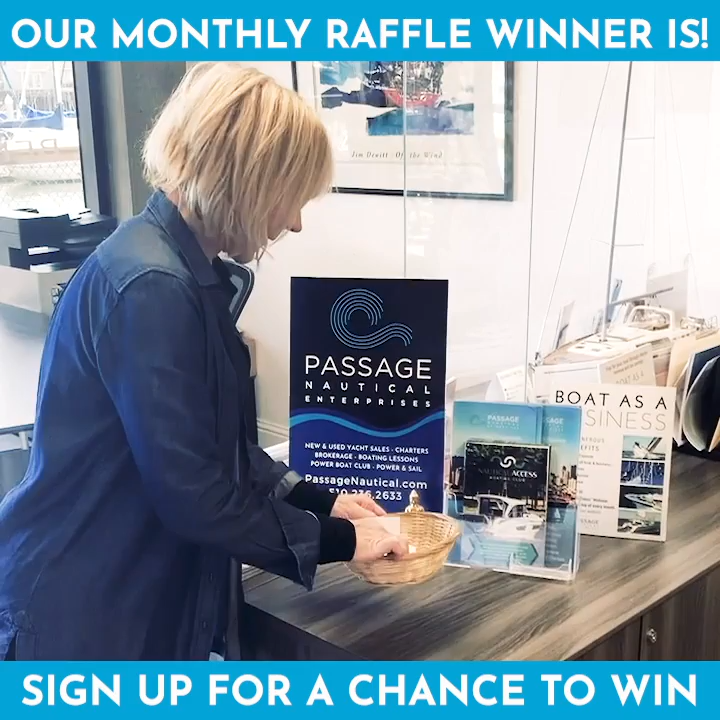 OUR MONTHLY RAFFLE WINNER IS!
Jim Dewitt - Off the Wind
PASSAGE
NAUTICAL
ENTERPRISES
NEW & USED YACHT SALES - CHARTERS
BROKERAGE - BOATING LESSONS
POWER BOAT CLUB - POWER & SAIL
PassageNautical.com
510.236.2633
PASSAGE
NAUTICAL ACCESS
BOATING CLUB
BOAT AS A
SINESS
SIGN UP FOR A CHANCE TO WIN